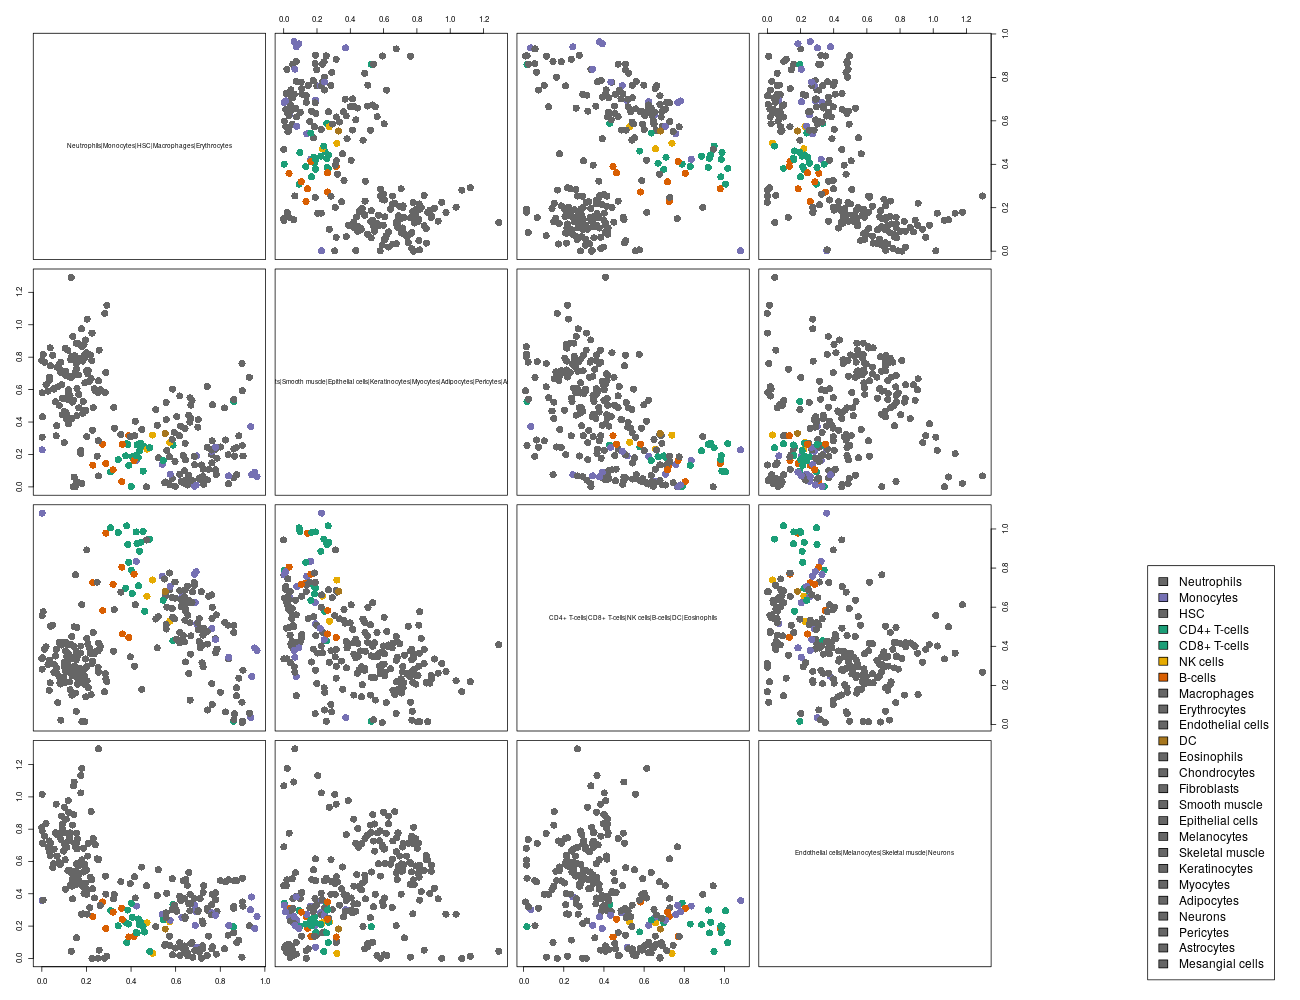 0.0 0.2 0.4 0.6 0.8 1.0 1.2
0.0 0.2 0.4 0.6 0.8 1.0 1.2
Neutrophils|Monocytes|HSC|Macrophages|Erythrocytes
0.0 0.2 0.4 0.6 0.8 1.0
0.0 0.2 0.4 0.6 0.8 1.0 1.2
ts|Smooth muscle|Epithelial cells|Keratinocytes|Myocytes|Adipocytes|Pericytes|A
CD4+ T-cells|CD8+ T-cells|NK cells|B-cells|DC|Eosinophils
0.0 0.2 0.4 0.6 0.8 1.0
0.0 0.2 0.4 0.6 0.8 1.0 1.2
Endothelial cells|Melanocytes|Skeletal muscle|Neurons
0.0 0.2 0.4 0.6 0.8 1.0
0.0 0.2 0.4 0.6 0.8 1.0
Neutrophils
Monocytes
HSC
CD4+ T-cells
CD8+ T-cells
NK cells
B-cells
Macrophages
Erythrocytes
Endothelial cells
DC
Eosinophils
Chondrocytes
Fibroblasts
Smooth muscle
Epithelial cells
Melanocytes
Skeletal muscle
Keratinocytes
Myocytes
Adipocytes
Neurons
Pericytes
Astrocytes
Mesangial cells